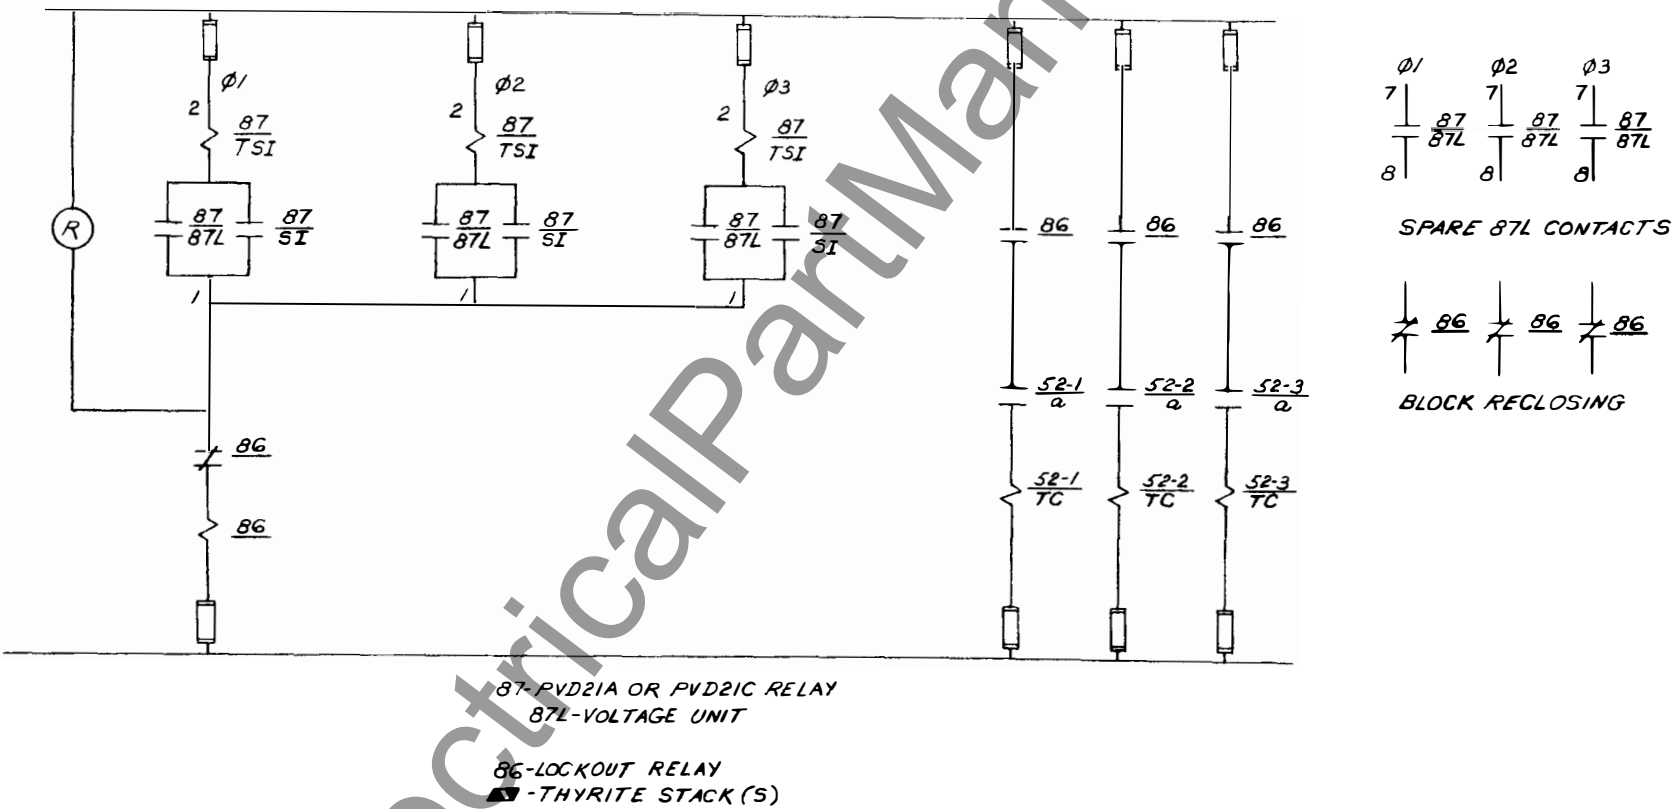 Ø1
2
87
TSI
87
87L
87
SI
1
Ø2
2
87
TSI
87
87L
87
SI
1
Ø3
2
87
TSI
87
87L
87
SI
1
R
86
86
86
86
86
52-1
a
52-2
a
52-3
a
52-1
TC
52-2
TC
52-3
TC
Ø1
Ø2
Ø3
7
7
7
87
87L
87
87L
87
87L
8
8
8
SPARE 87L CONTACTS
86
86
86
BLOCK RECLOSING
87-PVD21A OR PVD21C RELAY
87L-VOLTAGE UNIT
86-LOCKOUT RELAY
-THYRITE STACK(S)
ectricalPartMan